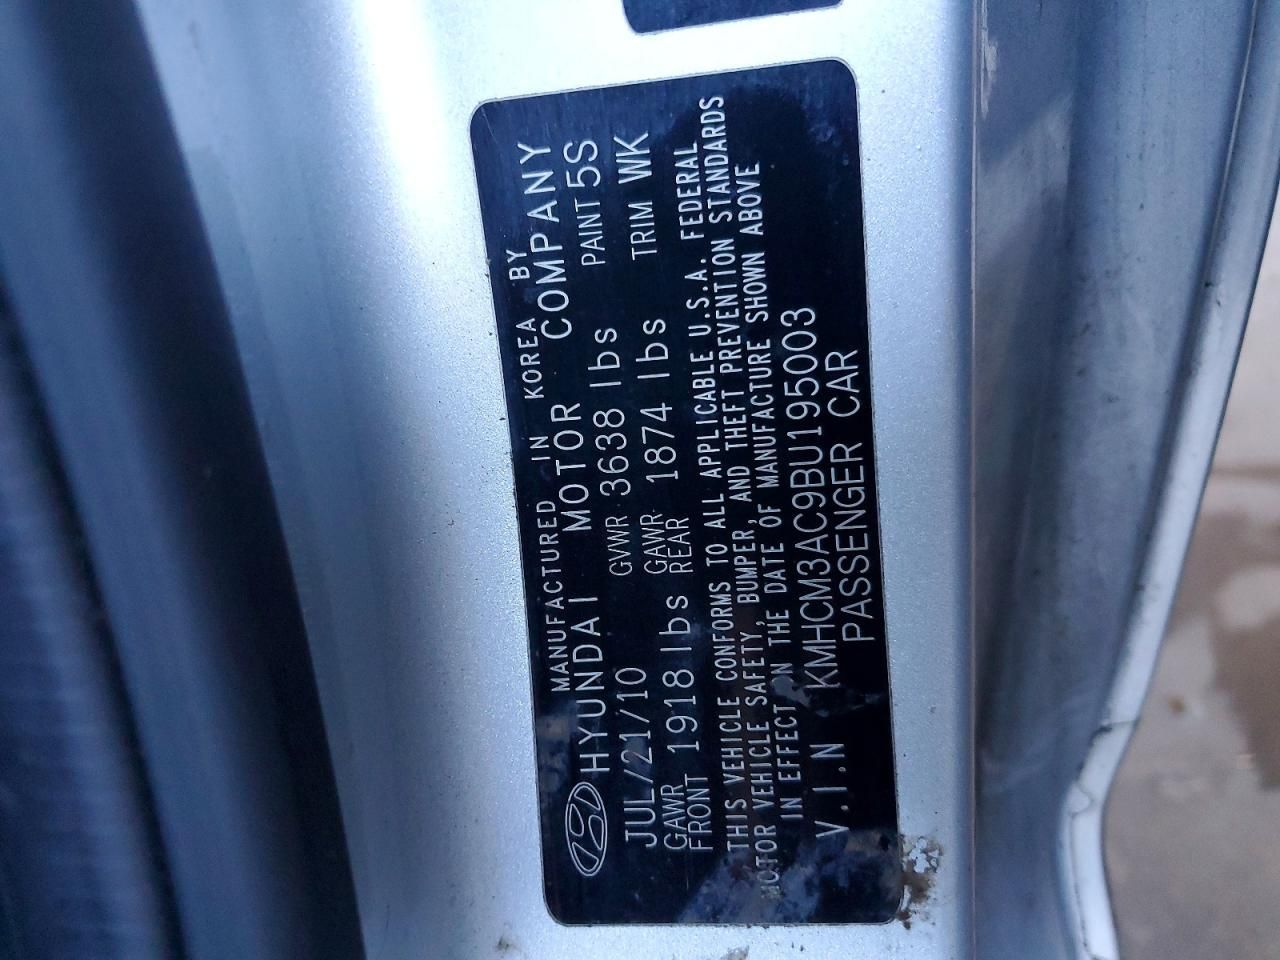 MANUFACTURED IN KOREA BY
HYUNDAI MOTOR COMPANY
JUL/21/10 GVWR 3638 lbs PAINT 5S
GAWR FRONT 1918 lbs GAWR REAR 1874 lbs TRIM WK
THIS VEHICLE CONFORMS TO ALL APPLICABLE U.S.A. FEDERAL
MOTOR VEHICLE SAFETY, BUMPER, AND THEFT PREVENTION STANDARDS
IN EFFECT ON THE DATE OF MANUFACTURE SHOWN ABOVE
V.I.N KMHCM3AC9BU195003
PASSENGER CAR